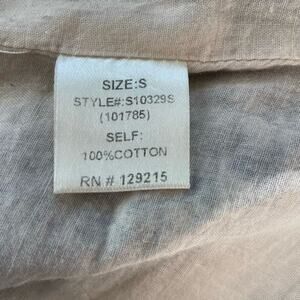 SIZE:S
STYLE#:S10329S
(101785)
SELF:
100%COTTON
RN # 129215